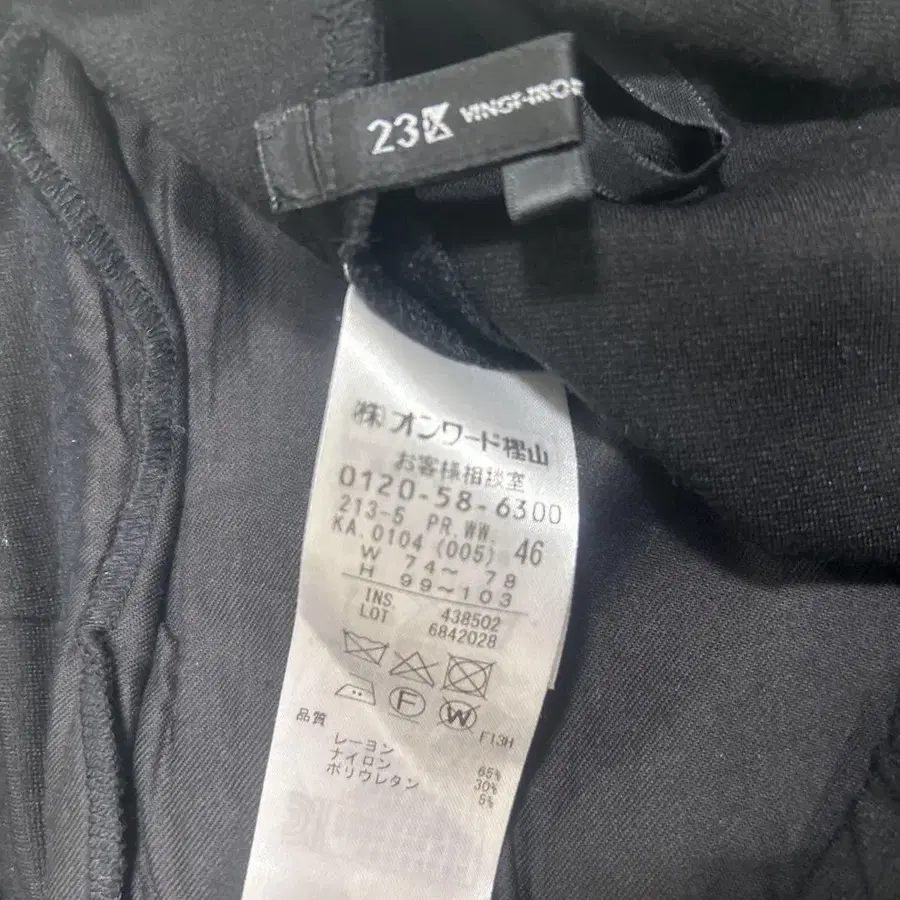 23区 VINGT-TROI
㈱ オンワード樫山
お客様相談室
0120-58-6300
213-5 PR.WW.
KA.0104 (005) 46
W 74〜 78
H 99〜103
INS. 438502
LOT 6842028
F W
品質 F13H
レーヨン 65%
ナイロン 30%
ポリウレタン 5%